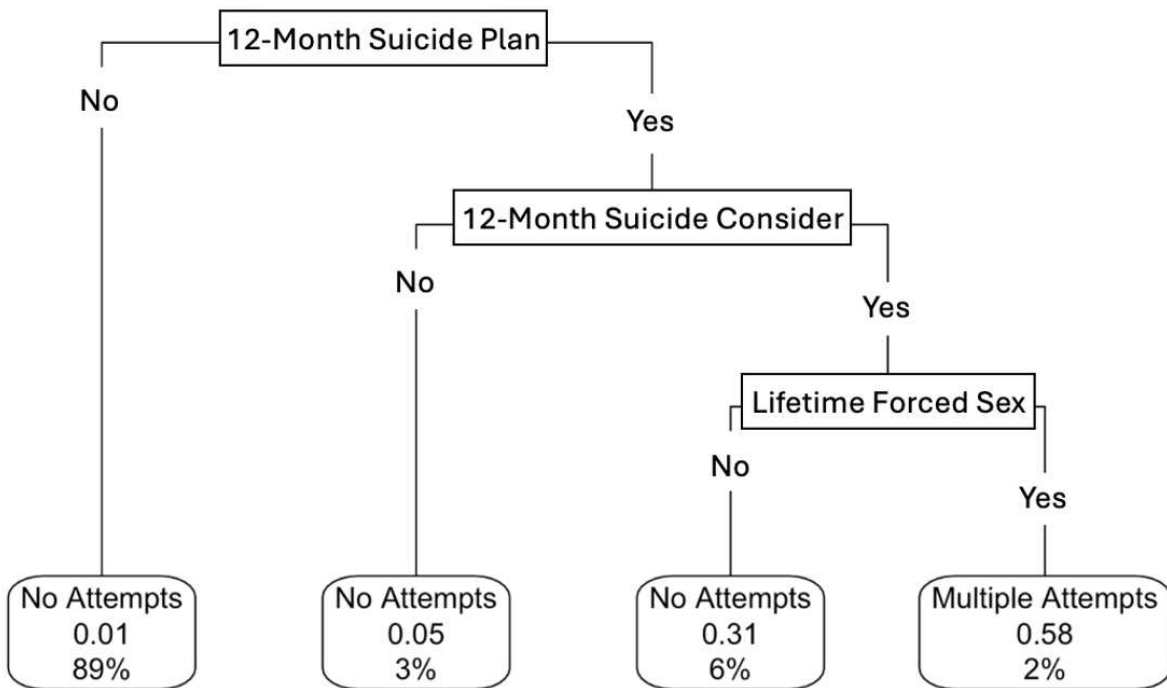 12-Month Suicide Plan
No
Yes
12-Month Suicide Consider
No
Yes
Lifetime Forced Sex
No
Yes
No Attempts
0.01
89%
No Attempts
0.05
3%
No Attempts
0.31
6%
Multiple Attempts
0.58
2%